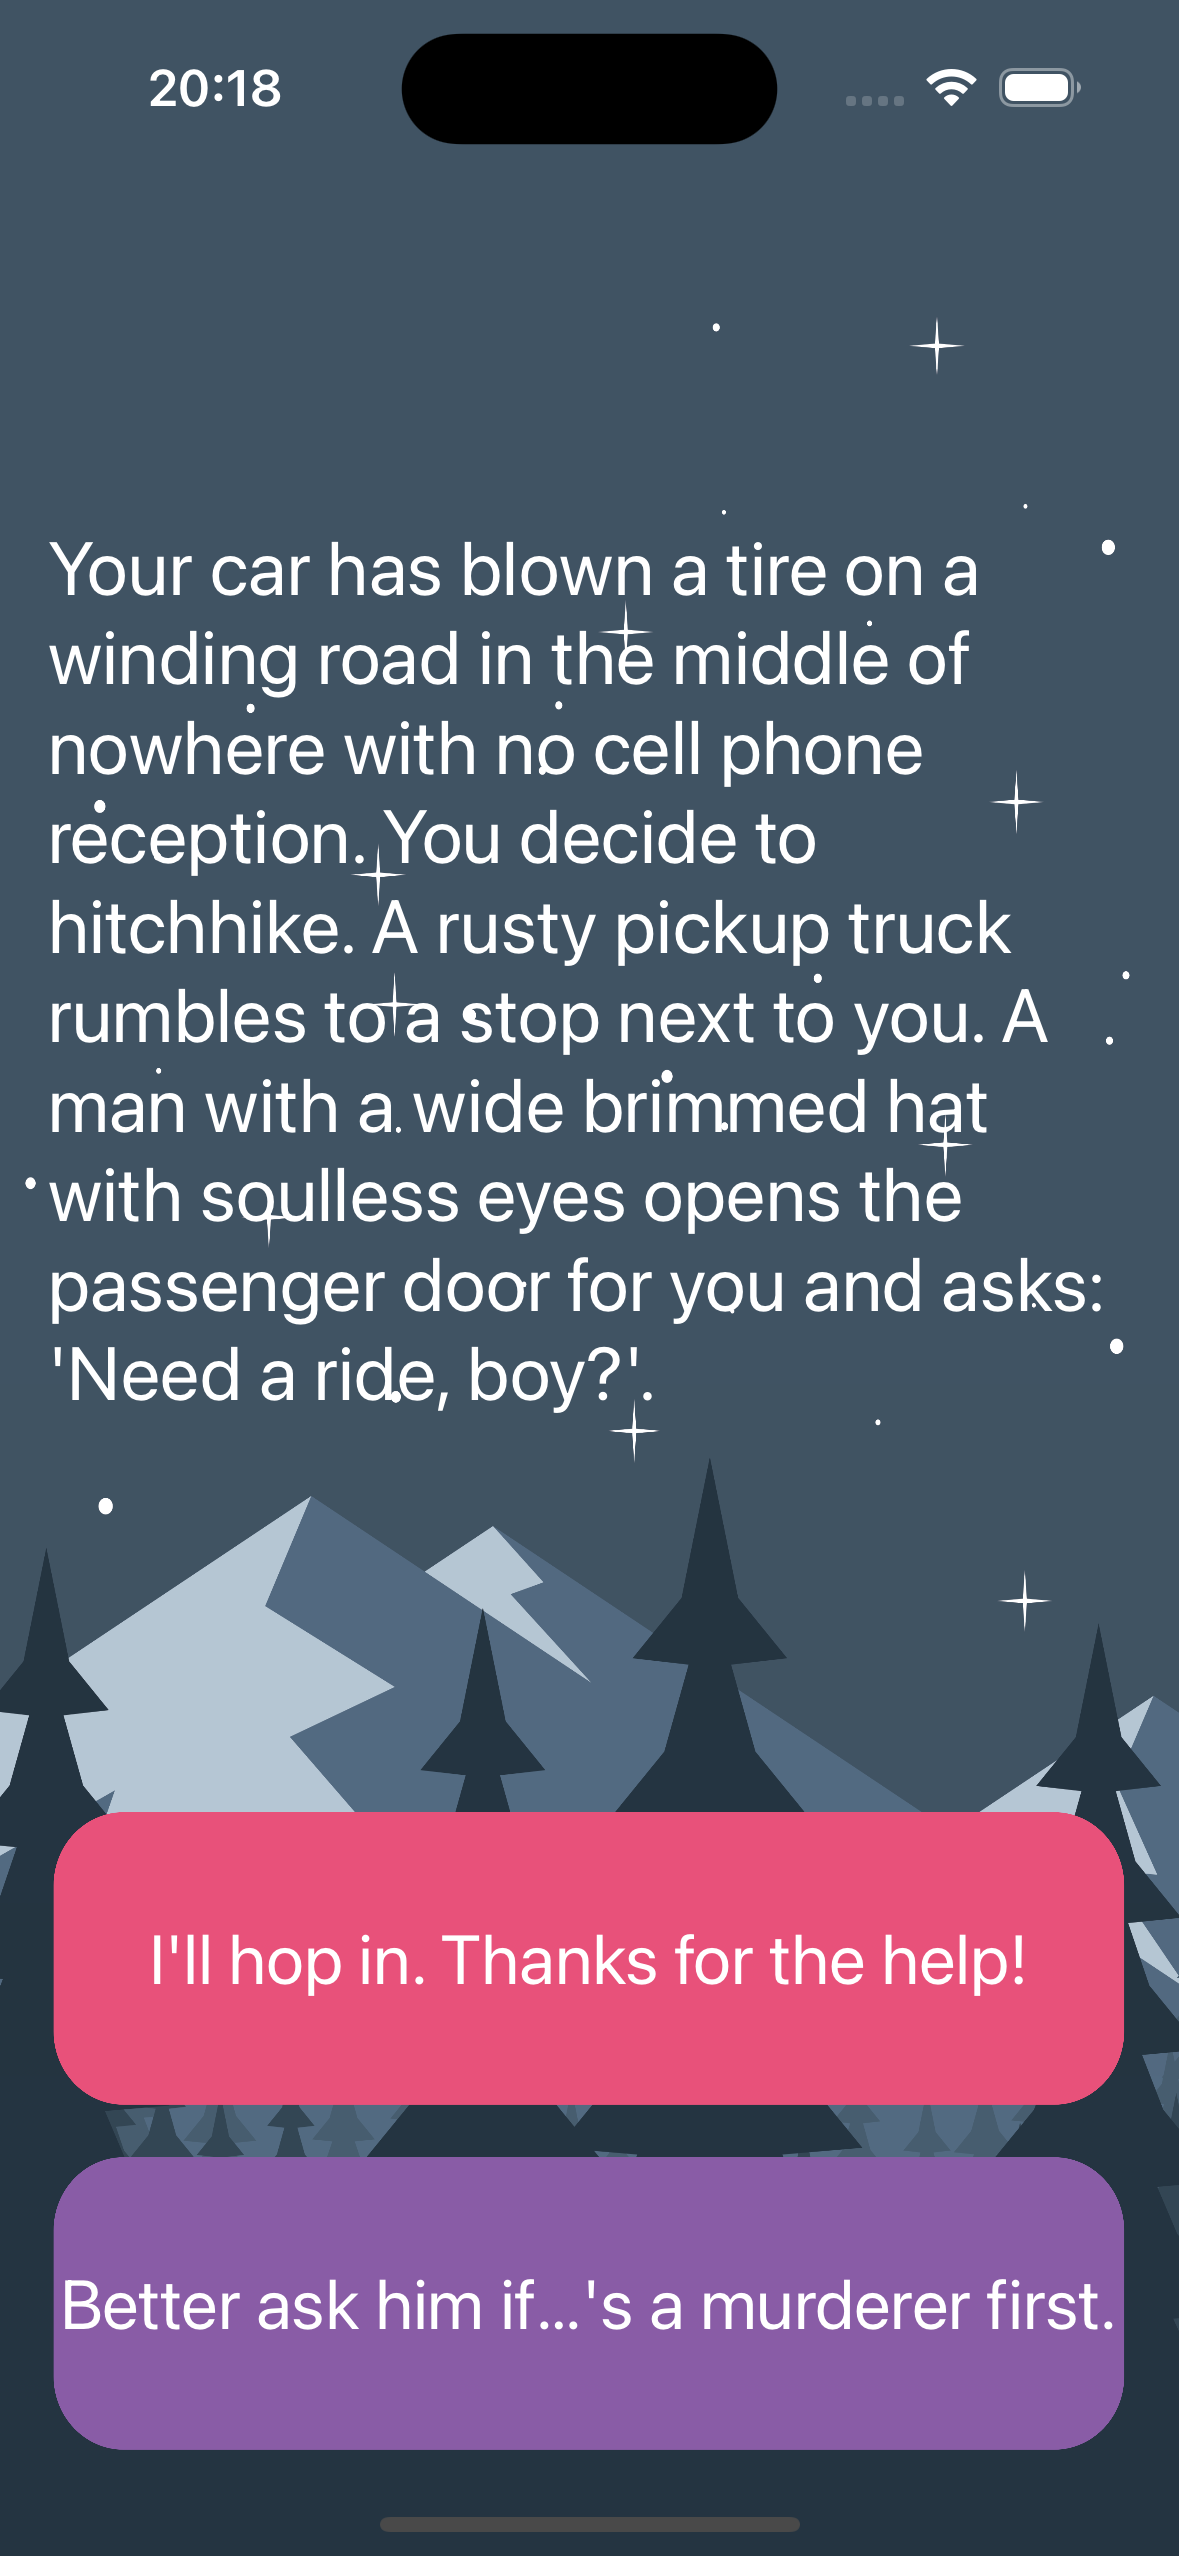 20:18
Your car has blown a tire on a
winding road in the middle of
nowhere with no cell phone
reception. You decide to
hitchhike. A rusty pickup truck
rumbles to a stop next to you. A
man with a wide brimmed hat
with soulless eyes opens the
passenger door for you and asks:
'Need a ride, boy?'.
I'll hop in. Thanks for the help!
Better ask him if...'s a murderer first.